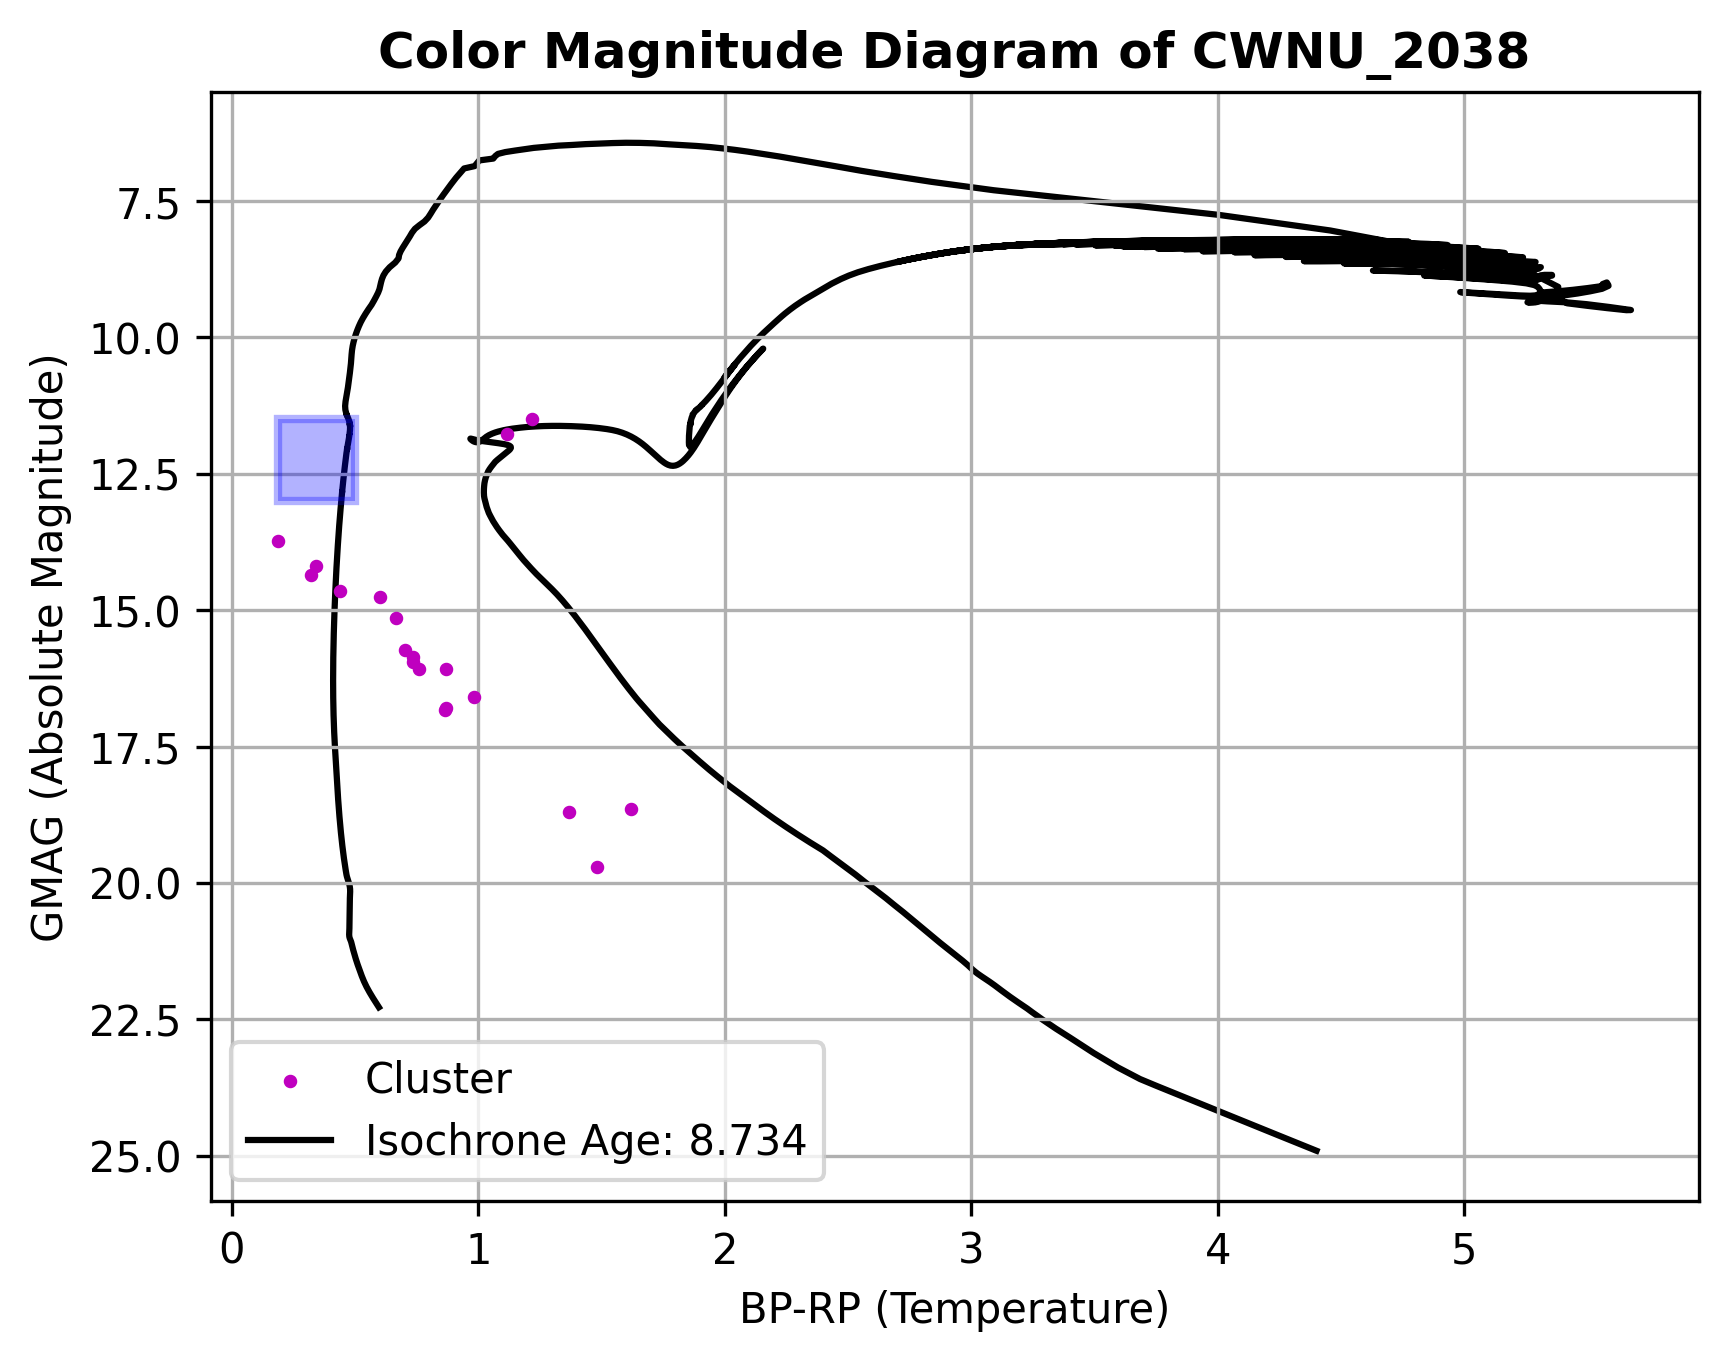 Color Magnitude Diagram of CWNU_2038
GMAG (Absolute Magnitude)
7.5
10.0
12.5
15.0
17.5
20.0
22.5
25.0
Cluster
Isochrone Age: 8.734
0 1 2 3 4 5
BP-RP (Temperature)